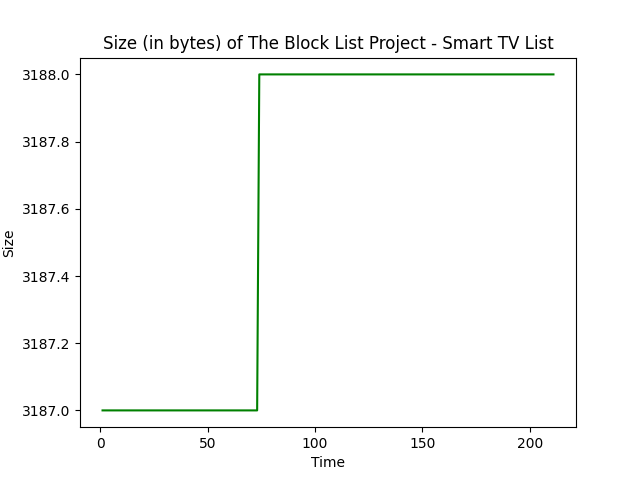 Size (in bytes) of The Block List Project - Smart TV List
3188.0
3187.8
3187.6
3187.4
3187.2
3187.0
Size
0 50 100 150 200
Time